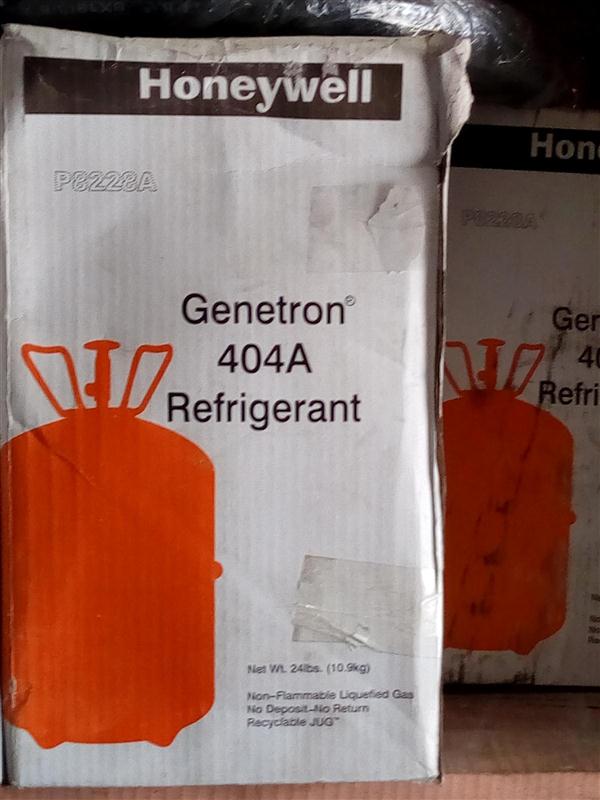 Honeywell
P8228A
Genetron®
404A
Refrigerant
Net Wt. 24lbs. (10.9kg)
Non-Flammable Liquefied Gas
No Deposit-No Return
Recyclable JUG™
Hon
Gen
40
Refri